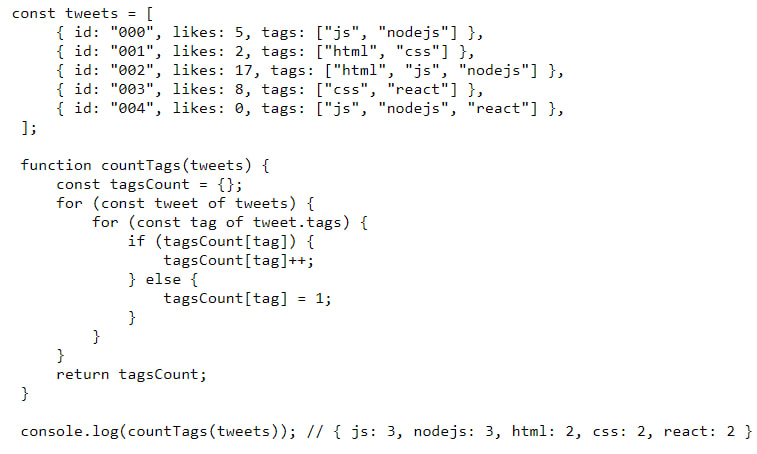 const tweets = [
    { id: "000", likes: 5, tags: ["js", "nodejs"] },
    { id: "001", likes: 2, tags: ["html", "css"] },
    { id: "002", likes: 17, tags: ["html", "js", "nodejs"] },
    { id: "003", likes: 8, tags: ["css", "react"] },
    { id: "004", likes: 0, tags: ["js", "nodejs", "react"] },
];
function countTags(tweets) {
    const tagsCount = {};
    for (const tweet of tweets) {
        for (const tag of tweet.tags) {
            if (tagsCount[tag]) {
                tagsCount[tag]++;
            } else {
                tagsCount[tag] = 1;
            }
        }
    }
    return tagsCount;
}
console.log(countTags(tweets)); // { js: 3, nodejs: 3, html: 2, css: 2, react: 2 }